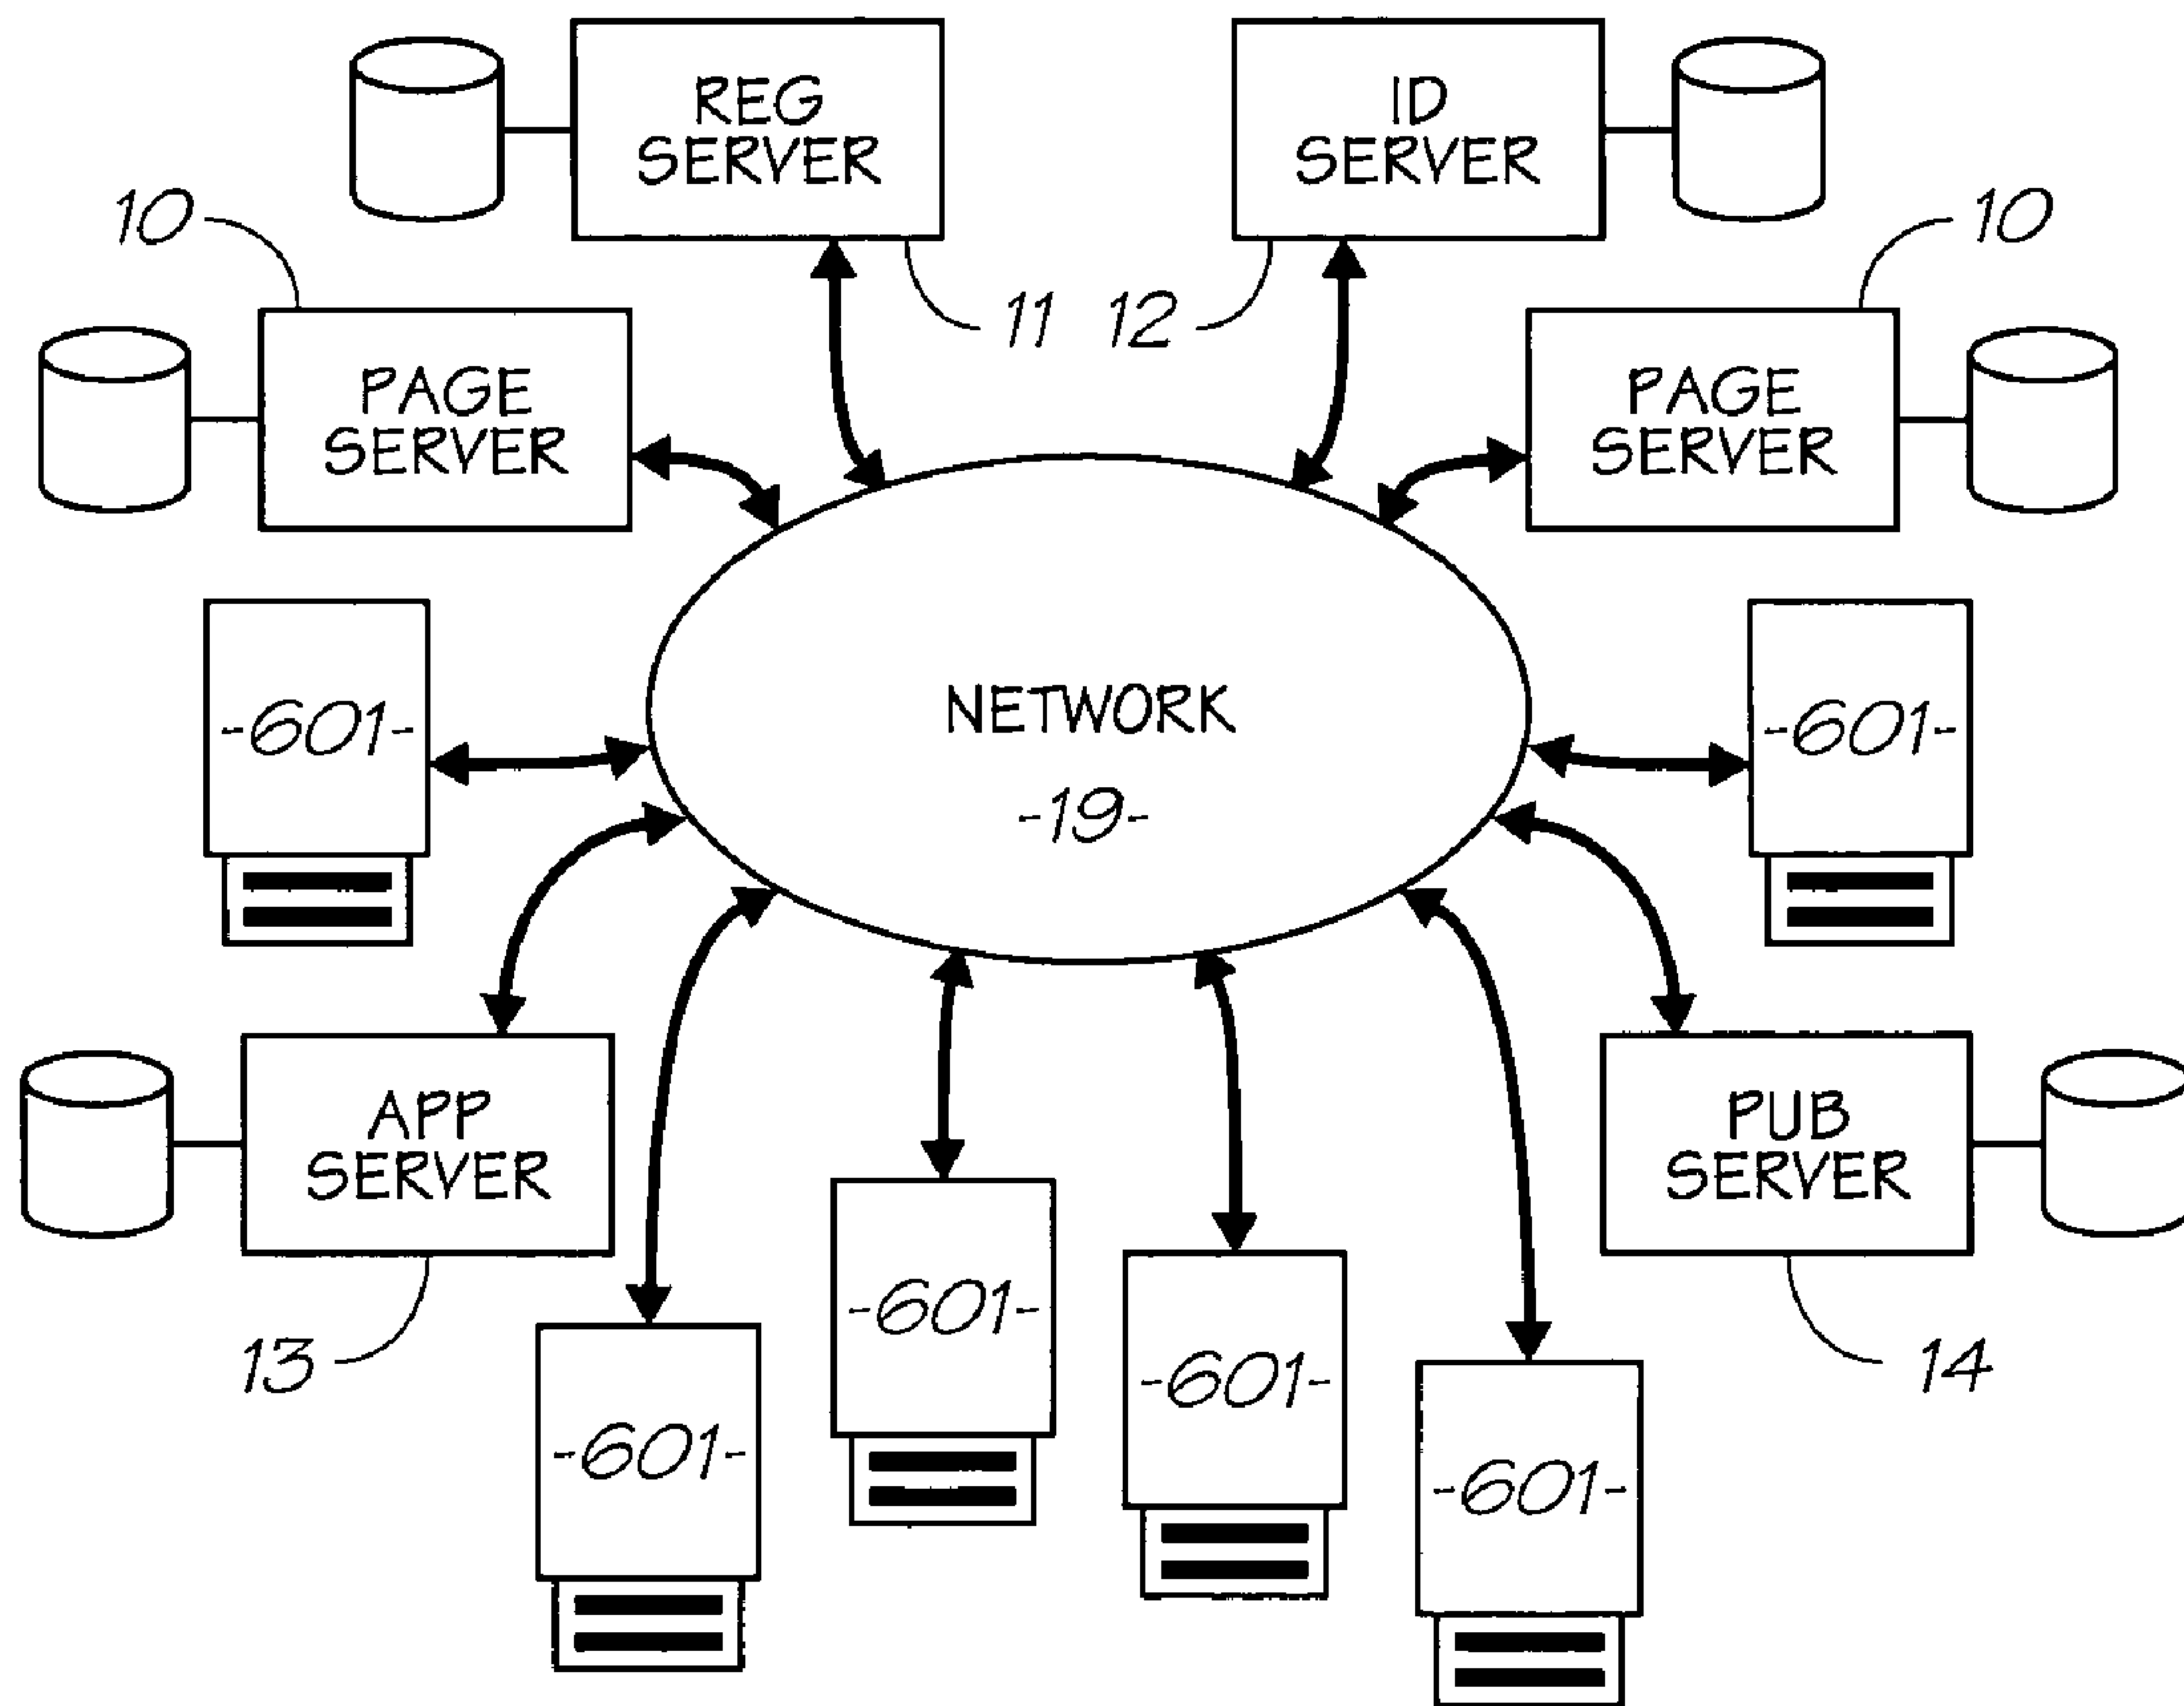 REG
SERVER
ID
SERVER
10
10
11
12
PAGE
SERVER
PAGE
SERVER
-601-
NETWORK
-19-
-601-
APP
SERVER
PUB
SERVER
13
14
-601-
-601-
-601-
-601-